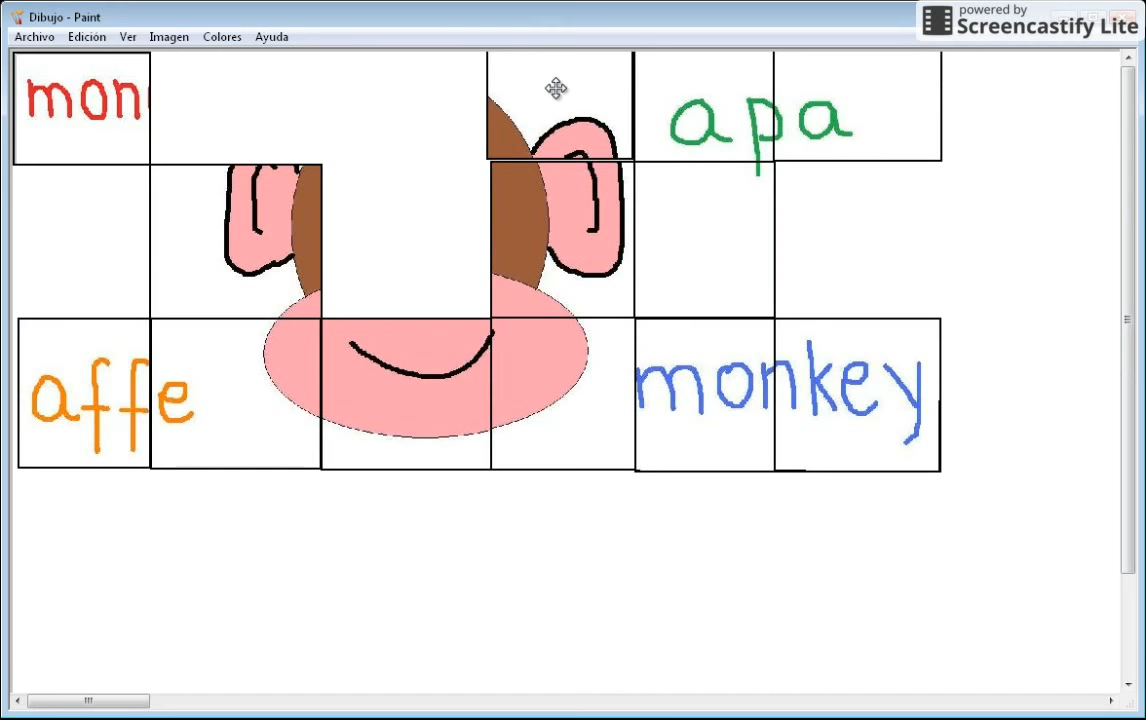 Dibujo - Paint
powered by
Screencastify Lite
Archivo Edición Ver Imagen Colores Ayuda
mon
apa
affe
monkey